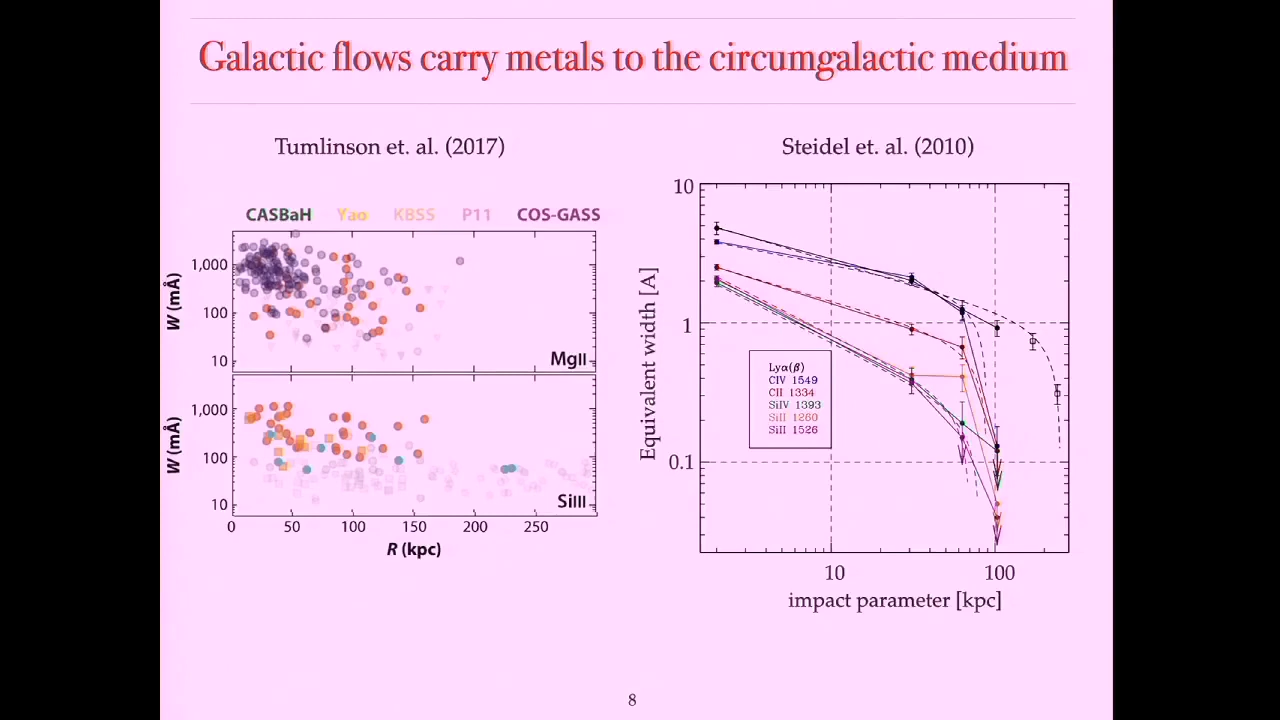 Galactic flows carry metals to the circumgalactic medium
Tumlinson et. al. (2017)
CASBaH Yao KBSS P11 COS-GASS
W (mÅ)
1,000
100
10
MgII
W (mÅ)
1,000
100
10
SiIII
0 50 100 150 200 250
R (kpc)
Steidel et. al. (2010)
Equivalent width [A]
10
1
0.1
Lyα(β)
CIV 1549
CII 1334
SiIV 1393
SiII 1260
SiII 1526
10 100
impact parameter [kpc]
8